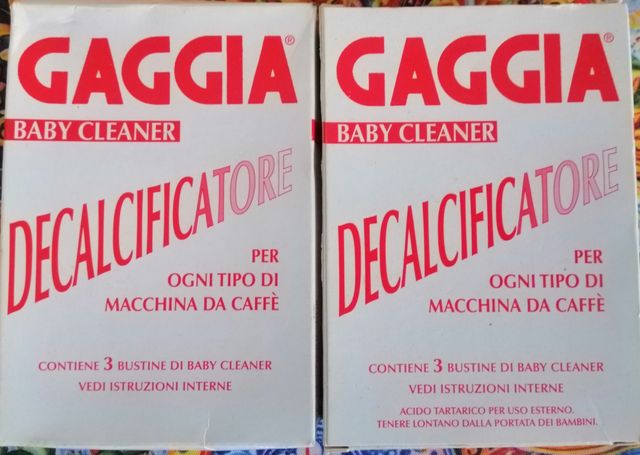 GAGGIA®
BABY CLEANER
DECALCIFICATORE
PER
OGNI TIPO DI
MACCHINA DA CAFFÈ
CONTIENE 3 BUSTINE DI BABY CLEANER
VEDI ISTRUZIONI INTERNE
GAGGIA®
BABY CLEANER
DECALCIFICATORE
PER
OGNI TIPO DI
MACCHINA DA CAFFÈ
CONTIENE 3 BUSTINE DI BABY CLEANER
VEDI ISTRUZIONI INTERNE
ACIDO TARTARICO PER USO ESTERNO.
TENERE LONTANO DALLA PORTATA DEI BAMBINI.